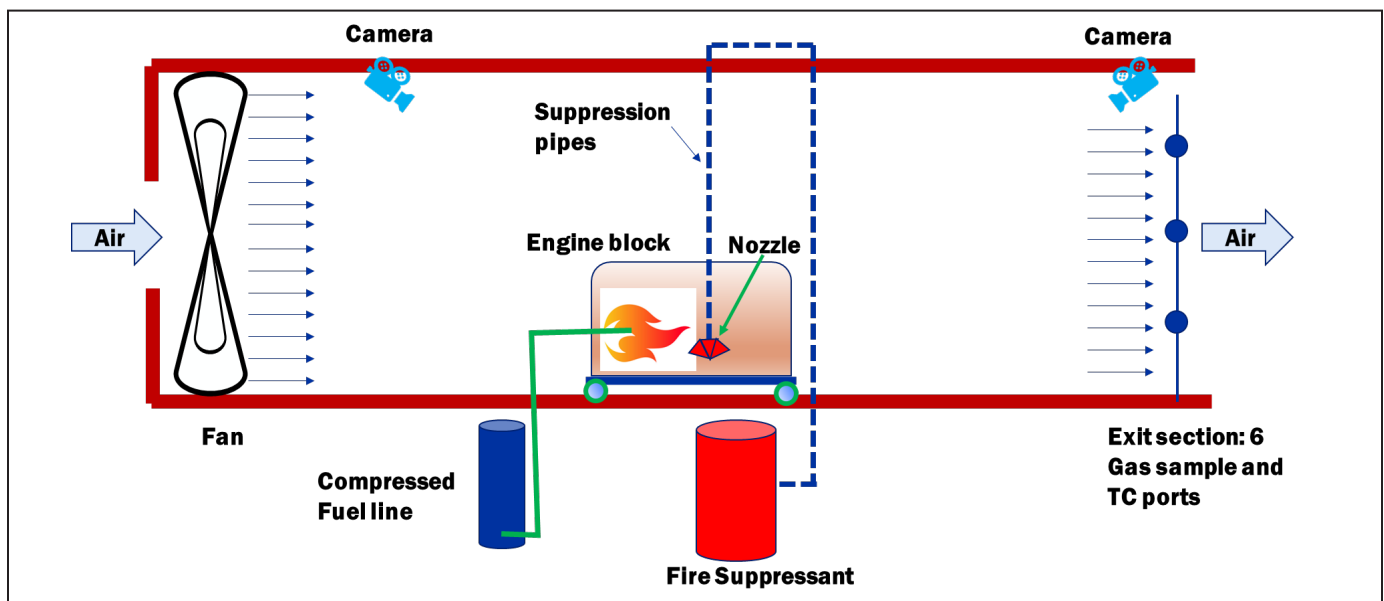 Camera
Camera
Suppression
pipes
Air
Engine block
Nozzle
Air
Fan
Compressed
Fuel line
Fire Suppressant
Exit section: 6
Gas sample and
TC ports